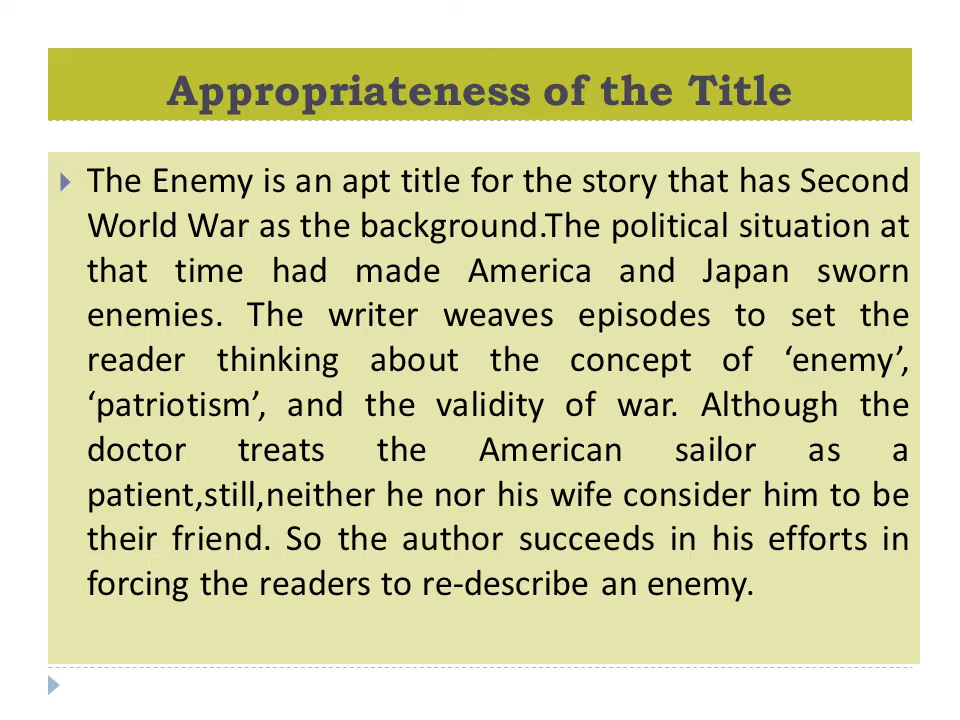 Appropriateness of the Title
The Enemy is an apt title for the story that has Second
World War as the background.The political situation at
that time had made America and Japan sworn
enemies. The writer weaves episodes to set the
reader thinking about the concept of ‘enemy’,
‘patriotism’, and the validity of war. Although the
doctor treats the American sailor as a
patient,still,neither he nor his wife consider him to be
their friend. So the author succeeds in his efforts in
forcing the readers to re-describe an enemy.